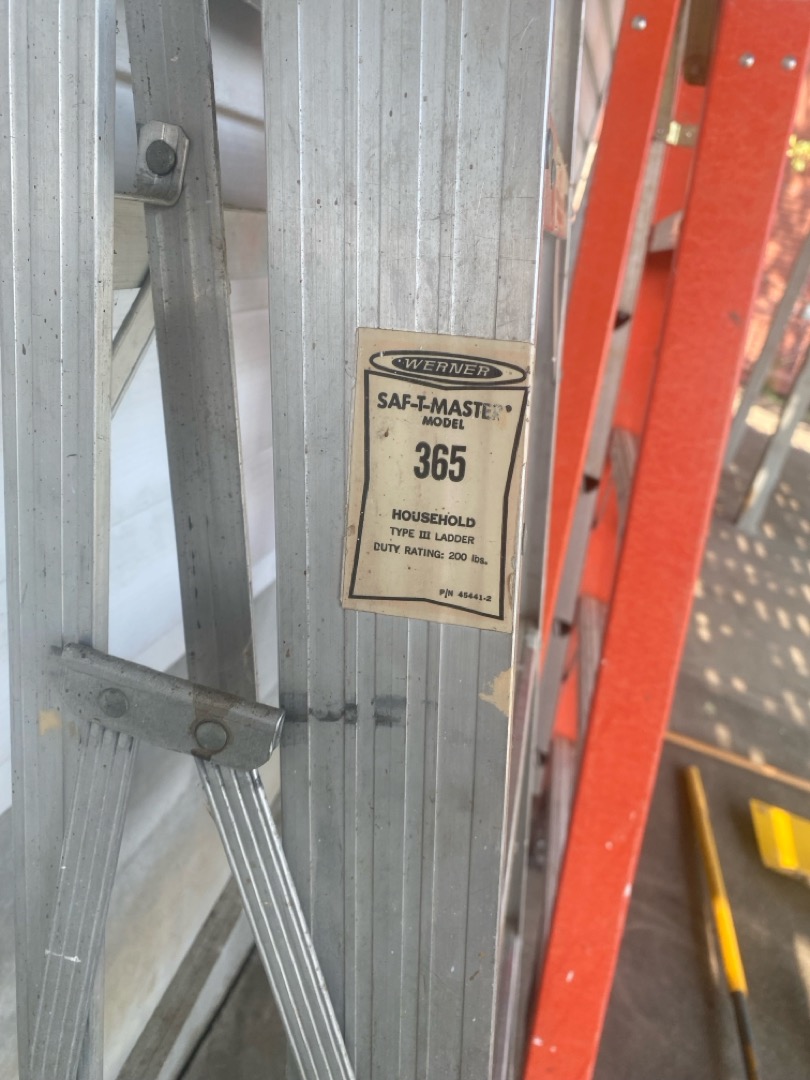 WERNER
SAF-T-MASTER®
MODEL
365
HOUSEHOLD
TYPE III LADDER
DUTY RATING: 200 lbs.
P/N 45441-2